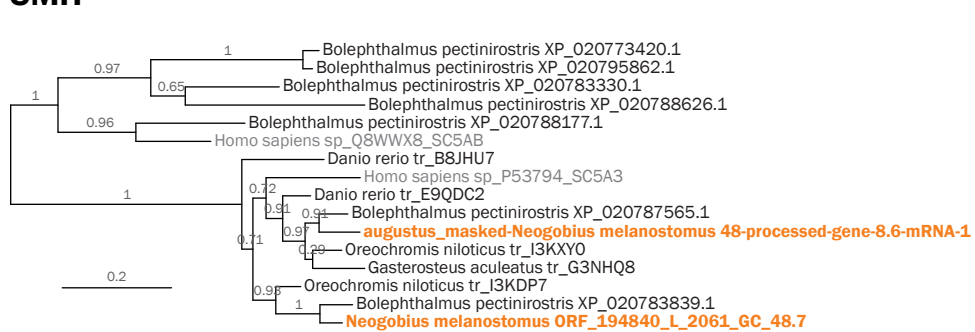 1
Bolephthalmus pectinirostris XP_020773420.1
0.97
Bolephthalmus pectinirostris XP_020795862.1
0.65
Bolephthalmus pectinirostris XP_020783330.1
1
Bolephthalmus pectinirostris XP_020788626.1
0.96
Bolephthalmus pectinirostris XP_020788177.1
Homo sapiens sp_Q8WWX8_SC5AB
Danio rerio tr_B8JHU7
Homo sapiens sp_P53794_SC5A3
0.72
1
Danio rerio tr_E9QDC2
0.91
0.91
Bolephthalmus pectinirostris XP_020787565.1
0.97
augustus_masked-Neogobius melanostomus 48-processed-gene-8.6-mRNA-1
0.71
0.29
Oreochromis niloticus tr_I3KXY0
Gasterosteus aculeatus tr_G3NHQ8
0.2
0.93
Oreochromis niloticus tr_I3KDP7
1
Bolephthalmus pectinirostris XP_020783839.1
Neogobius melanostomus ORF_194840_L_2061_GC_48.7